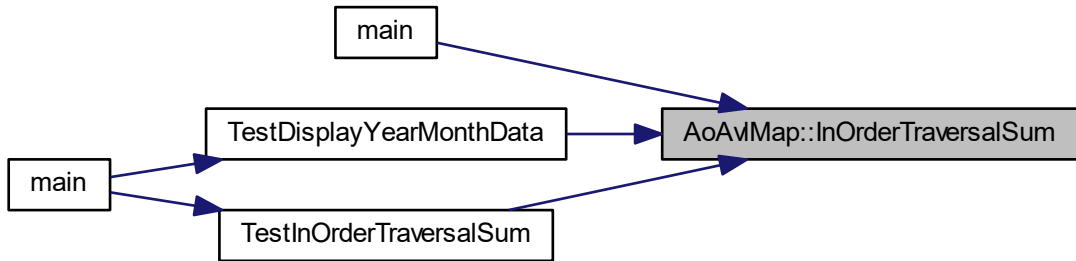 main
TestDisplayYearMonthData
AoAvlMap::InOrderTraversalSum
main
TestInOrderTraversalSum